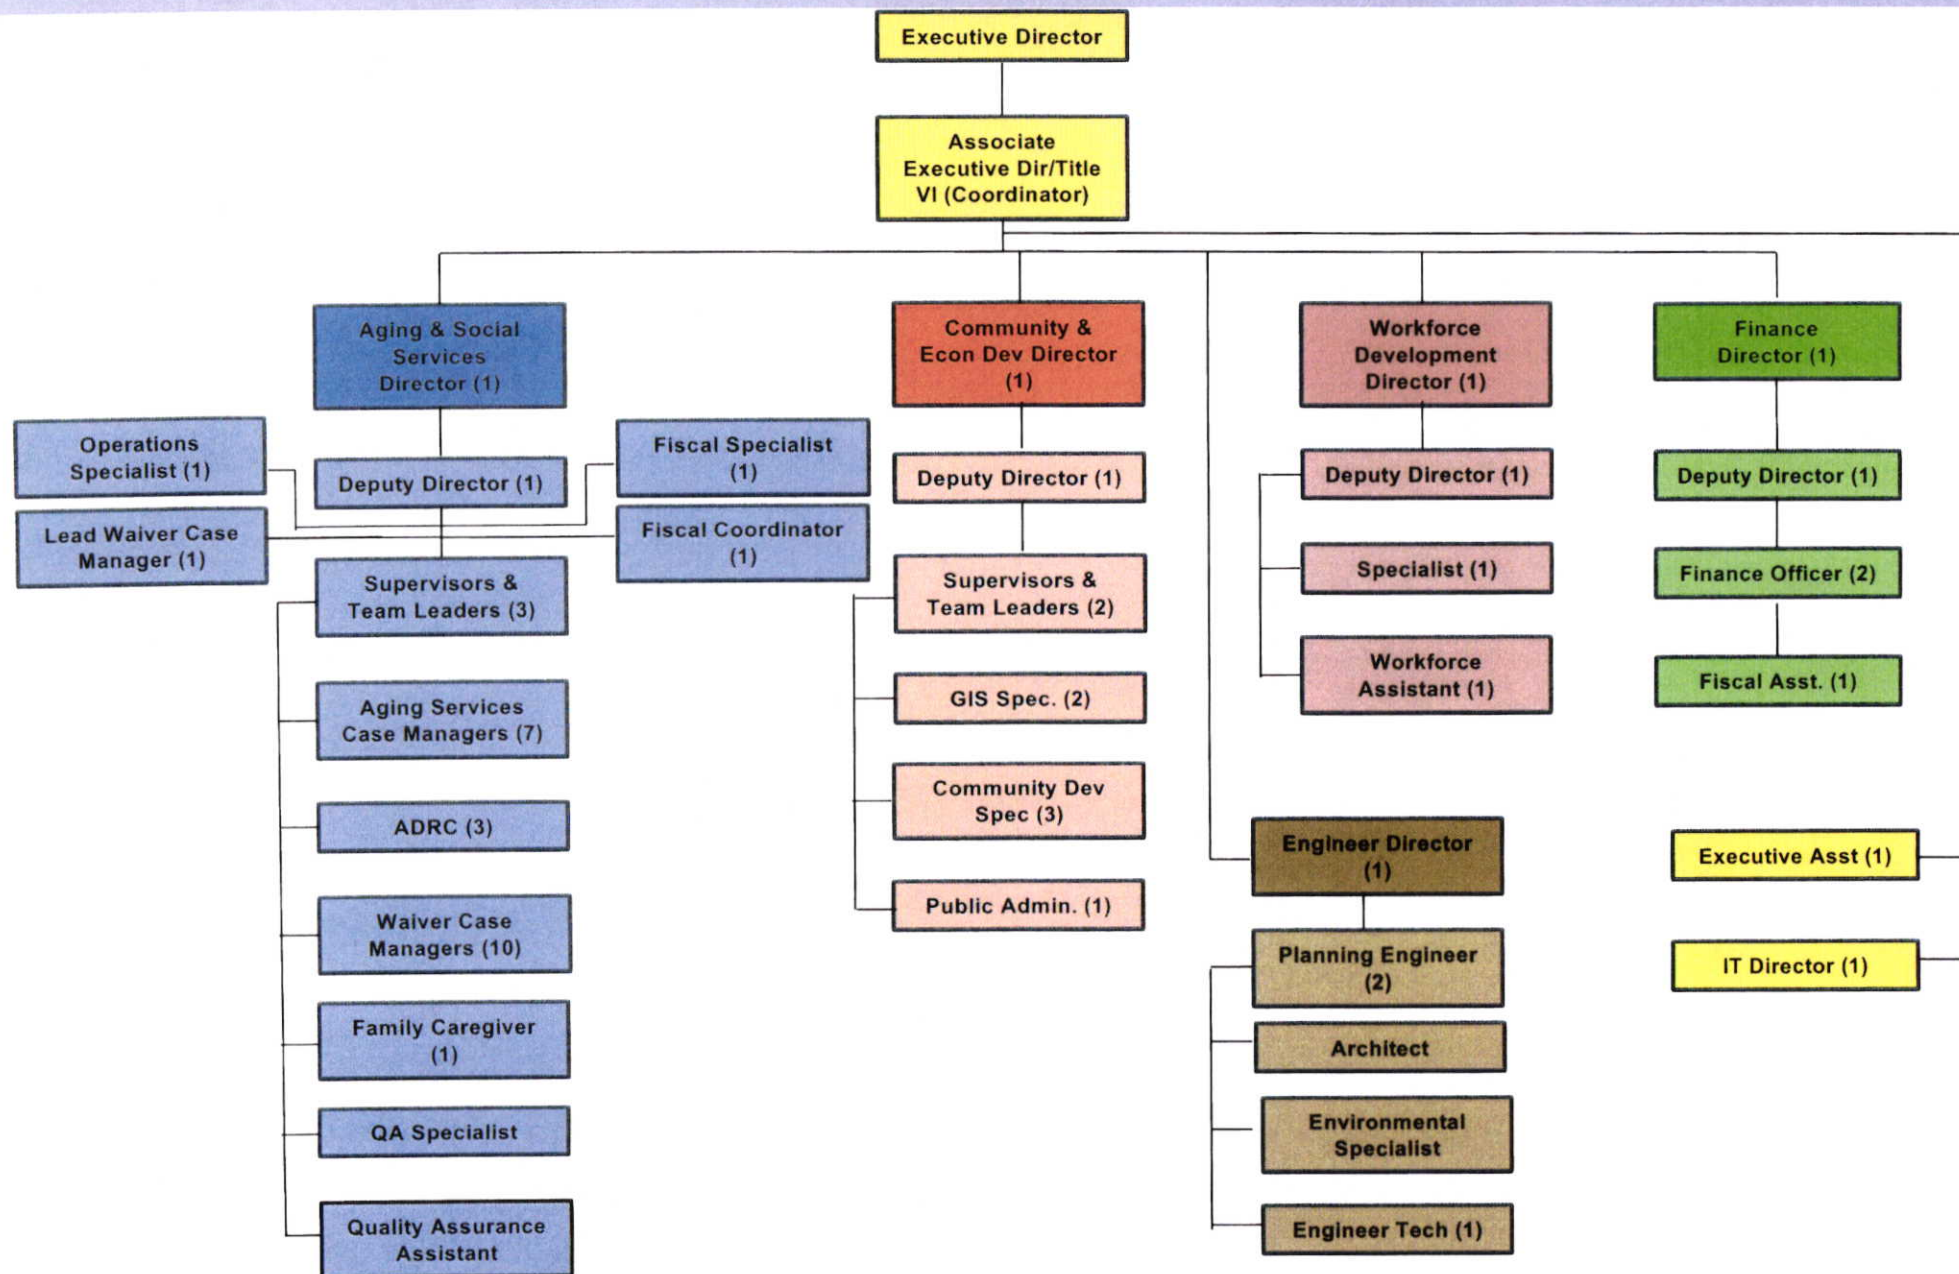 Executive Director
Associate
Executive Dir/Title
VI (Coordinator)
Aging & Social
Services
Director (1)
Community &
Econ Dev Director
(1)
Workforce
Development
Director (1)
Finance
Director (1)
Operations
Specialist (1)
Lead Waiver Case
Manager (1)
Deputy Director (1)
Fiscal Specialist
(1)
Fiscal Coordinator
(1)
Supervisors &
Team Leaders (3)
Aging Services
Case Managers (7)
ADRC (3)
Waiver Case
Managers (10)
Family Caregiver
(1)
QA Specialist
Quality Assurance
Assistant
Deputy Director (1)
Supervisors &
Team Leaders (2)
GIS Spec. (2)
Community Dev
Spec (3)
Public Admin. (1)
Deputy Director (1)
Specialist (1)
Workforce
Assistant (1)
Deputy Director (1)
Finance Officer (2)
Fiscal Asst. (1)
Engineer Director
(1)
Planning Engineer
(2)
Architect
Environmental
Specialist
Engineer Tech (1)
Executive Asst (1)
IT Director (1)